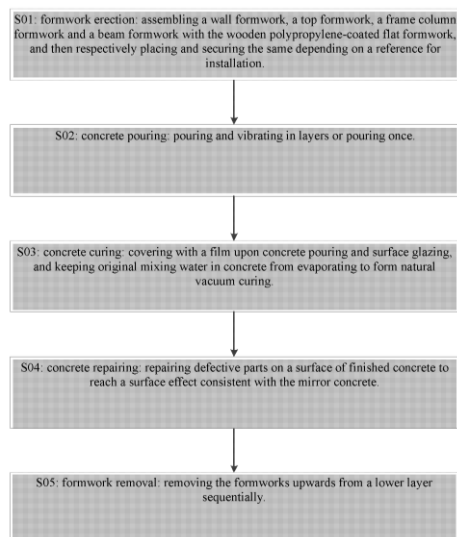 S01: formwork erection: assembling a wall formwork, a top formwork, a frame column
formwork and a beam formwork with the wooden polypropylene-coated flat formwork,
and then respectively placing and securing the same depending on a reference for
installation.
S02: concrete pouring: pouring and vibrating in layers or pouring once.
S03: concrete curing: covering with a film upon concrete pouring and surface glazing,
and keeping original mixing water in concrete from evaporating to form natural
vacuum curing.
S04: concrete repairing: repairing defective parts on a surface of finished concrete to
reach a surface effect consistent with the mirror concrete.
S05: formwork removal: removing the formworks upwards from a lower layer
sequentially.